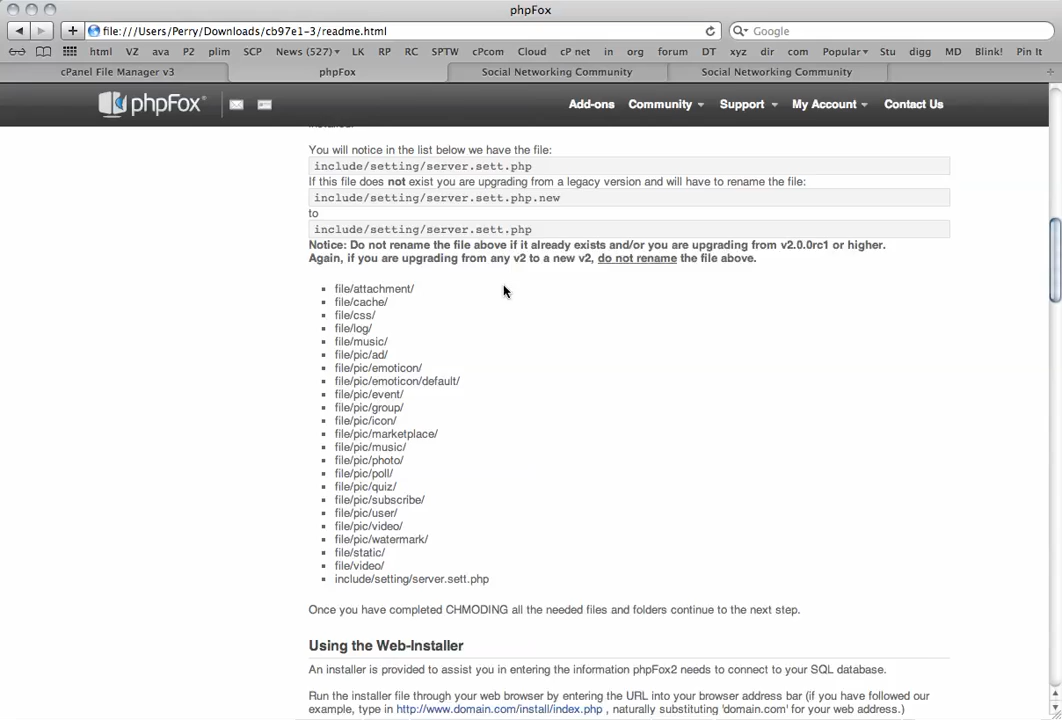 phpFox
file:///Users/Perry/Downloads/cb97e1-3/readme.html
Google
html VZ ava P2 plim SCP News (527) LK RP RC SPTW cPcom Cloud cP net in org forum DT xyz dir com Popular Stu digg MD Blink! Pin It
cPanel File Manager v3 phpFox Social Networking Community Social Networking Community
phpFox Add-ons Community Support My Account Contact Us
installed.
You will notice in the list below we have the file:
include/setting/server.sett.php
If this file does not exist you are upgrading from a legacy version and will have to rename the file:
include/setting/server.sett.php.new
to
include/setting/server.sett.php
Notice: Do not rename the file above if it already exists and/or you are upgrading from v2.0.0rc1 or higher.
Again, if you are upgrading from any v2 to a new v2, do not rename the file above.
file/attachment/
file/cache/
file/css/
file/log/
file/music/
file/pic/ad/
file/pic/emoticon/
file/pic/emoticon/default/
file/pic/event/
file/pic/group/
file/pic/icon/
file/pic/marketplace/
file/pic/music/
file/pic/photo/
file/pic/poll/
file/pic/quiz/
file/pic/subscribe/
file/pic/user/
file/pic/video/
file/pic/watermark/
file/static/
file/video/
include/setting/server.sett.php
Once you have completed CHMODING all the needed files and folders continue to the next step.
Using the Web-Installer
An installer is provided to assist you in entering the information phpFox2 needs to connect to your SQL database.
Run the installer file through your web browser by entering the URL into your browser address bar (if you have followed our
example, type in http://www.domain.com/install/index.php , naturally substituting 'domain.com' for your web address.)